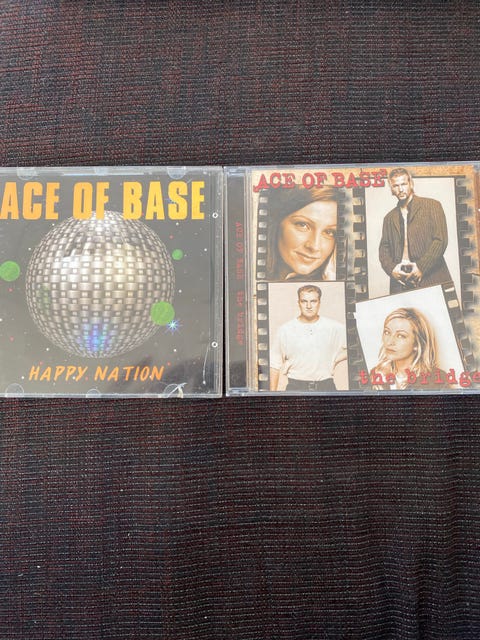 ACE OF BASE
HAPPY NATION
ACE OF BASE the bridge
ACE OF BASE
the bridge